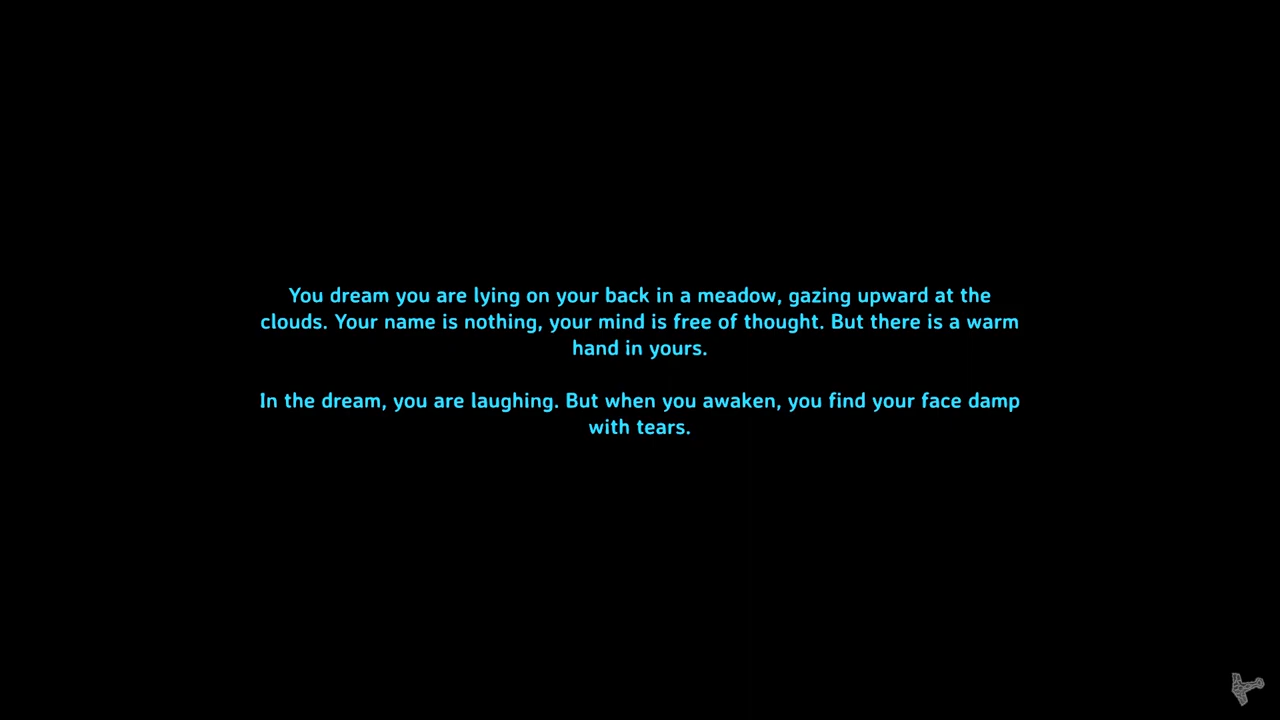 You dream you are lying on your back in a meadow, gazing upward at the
clouds. Your name is nothing, your mind is free of thought. But there is a warm
hand in yours.
In the dream, you are laughing. But when you awaken, you find your face damp
with tears.